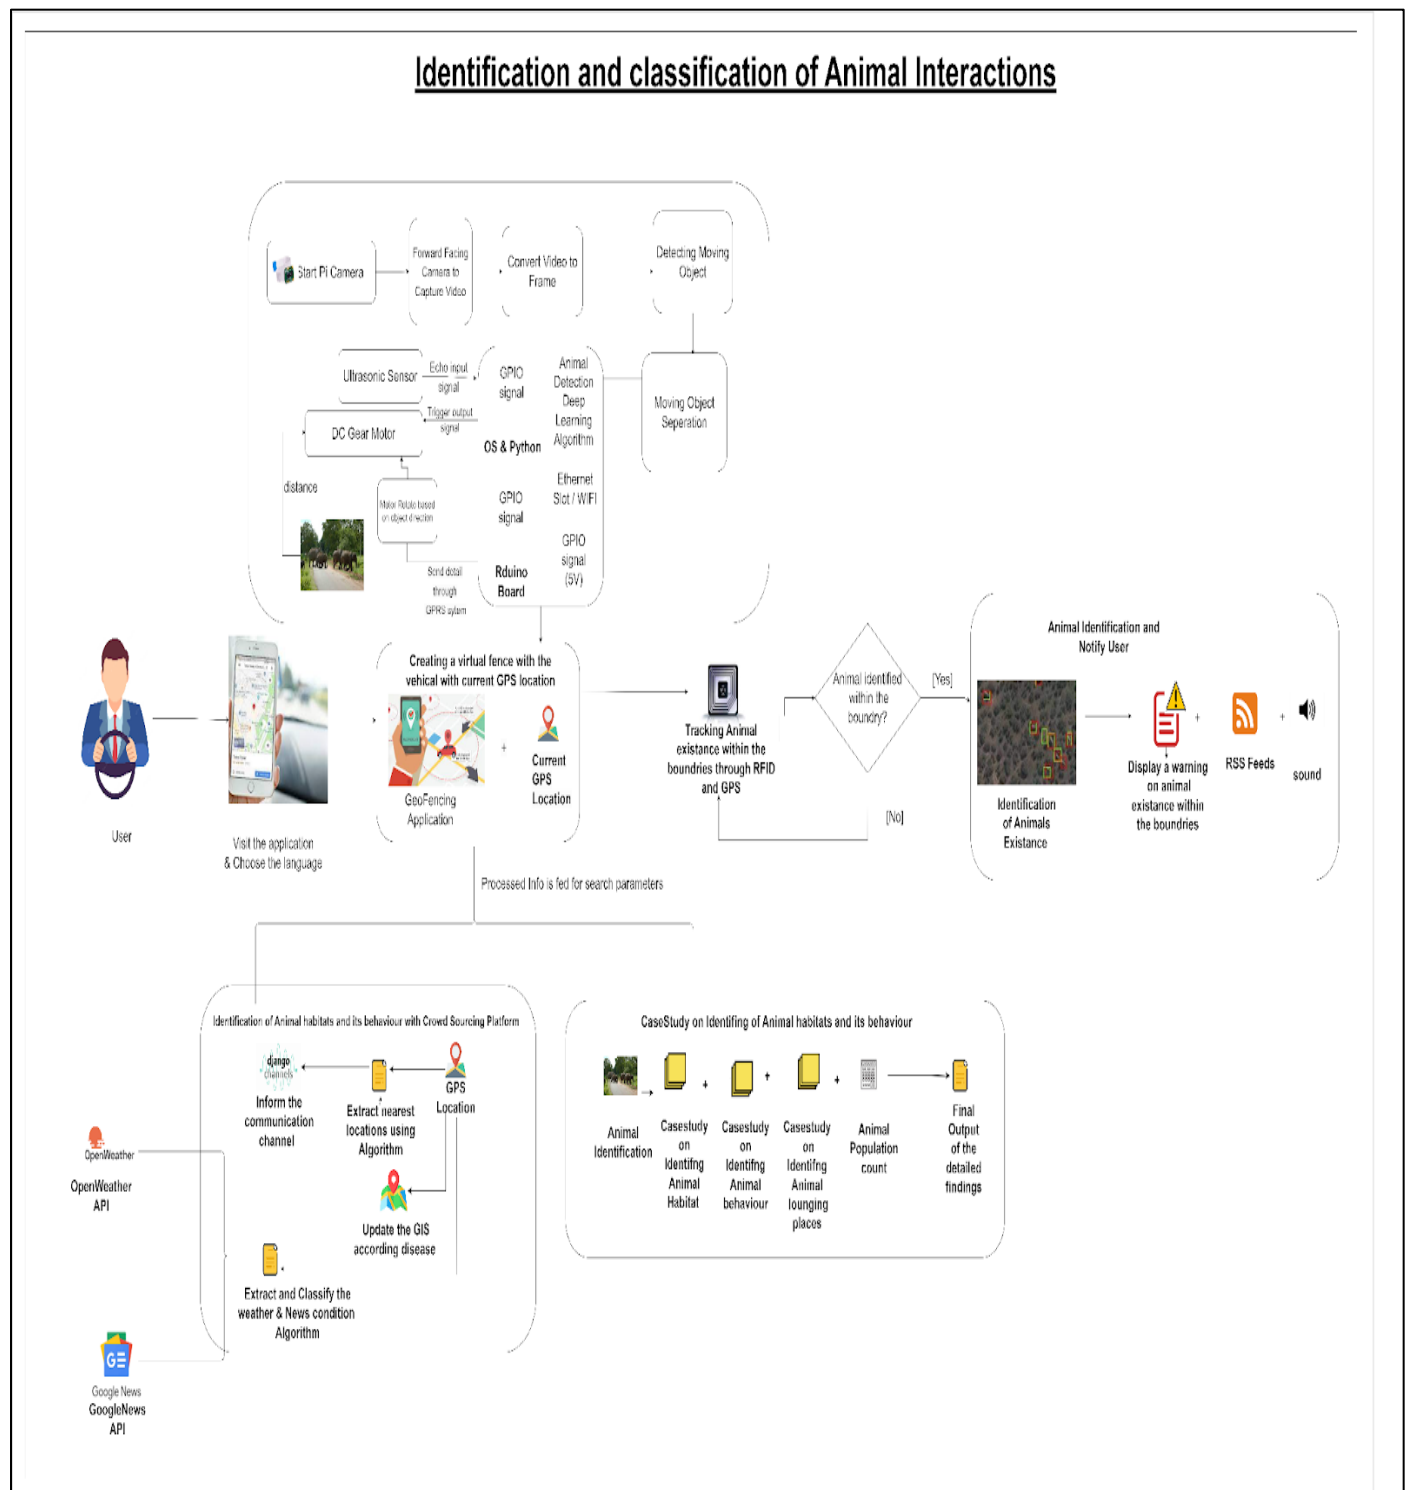 Identification and classification of Animal Interactions
Start Pi Camera
Forward Facing
Camera to
Capture Video
Convert Video to
Frame
Detecting Moving
Object
Ultrasonic Sensor
Echo input
signal
Trigger output
signal
DC Gear Motor
distance
Motor Rotate based
on object direction
Send detail
through
GPRS sytem
GPIO
signal
OS & Python
GPIO
signal
Rduino
Board
Animal
Detection
Deep
Learning
Algorithm
Ethernet
Slot / WIFI
GPIO
signal
(5V)
Moving Object
Seperation
User
Visit the application
& Choose the language
Creating a virtual fence with the
vehical with current GPS location
GeoFencing
Application
+
Current
GPS
Location
Tracking Animal
existance within the
boundries through RFID
and GPS
Animal identified
within the
boundry?
[Yes]
[No]
Animal Identification and
Notify User
Identification
of Animals
Existance
Display a warning
on animal
existance within
the boundries
+
RSS Feeds
+
sound
Processed Info is fed for search parameters
Identification of Animal habitats and its behaviour with Crowd Sourcing Platform
django
channels
Inform the
communication
channel
Extract nearest
locations using
Algorithm
GPS
Location
Update the GIS
according disease
Extract and Classify the
weather & News condition
Algorithm
OpenWeather
OpenWeather
API
GE
Google News
GoogleNews
API
CaseStudy on Identifing of Animal habitats and its behaviour
Animal
Identification
Casestudy
on
Identifng
Animal
Habitat
+
Casestudy
on
Identifng
Animal
behaviour
+
Casestudy
on
Identifng
Animal
lounging
places
+
Animal
Population
count
Final
Output
of the
detailed
findings